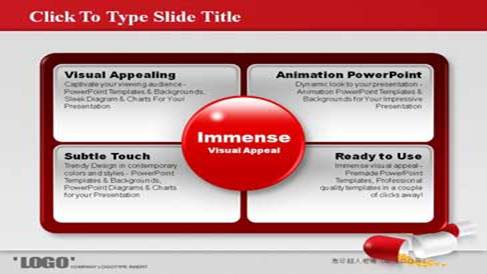 Click To Type Slide Title
Visual Appealing
Captivate your viewing audience -
PowerPoint Templates & Backgrounds,
Sleek Diagram & Charts For Your
Presentation
Animation PowerPoint
Dynamic look to your presentation -
Animation PowerPoint Templates &
Backgrounds for Your Impressive
Presentation
Immense
Visual Appeal
Subtle Touch
Trendy Design in contemporary
colors and styles - PowerPoint
Templates & Backgrounds,
PowerPoint Diagrams & Charts
for your Presentation
Ready to Use
Immense visual appeal -
Premade PowerPoint
Templates, Professional
quality templates in a couple
of clicks away!
"LOGO" COMPANY LOGOTYPE INSERT